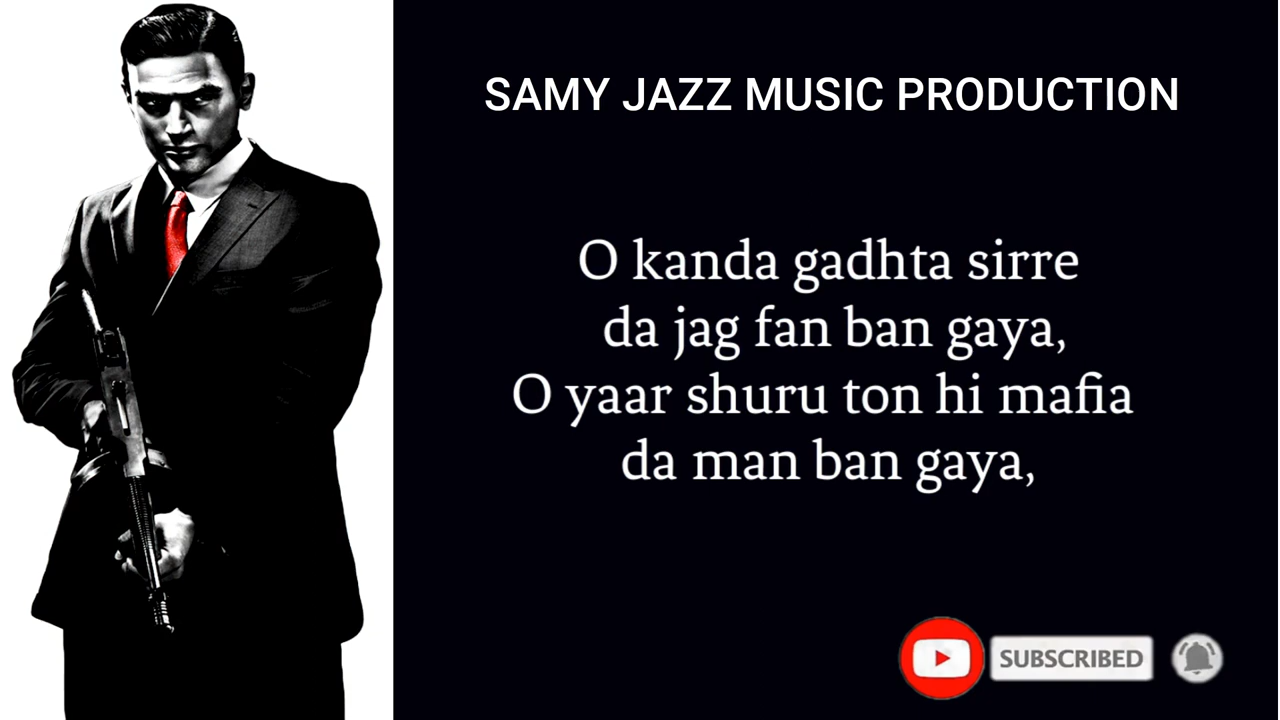 SAMY JAZZ MUSIC PRODUCTION
O kanda gadhta sirre
da jag fan ban gaya,
O yaar shuru ton hi mafia
da man ban gaya,
SUBSCRIBED